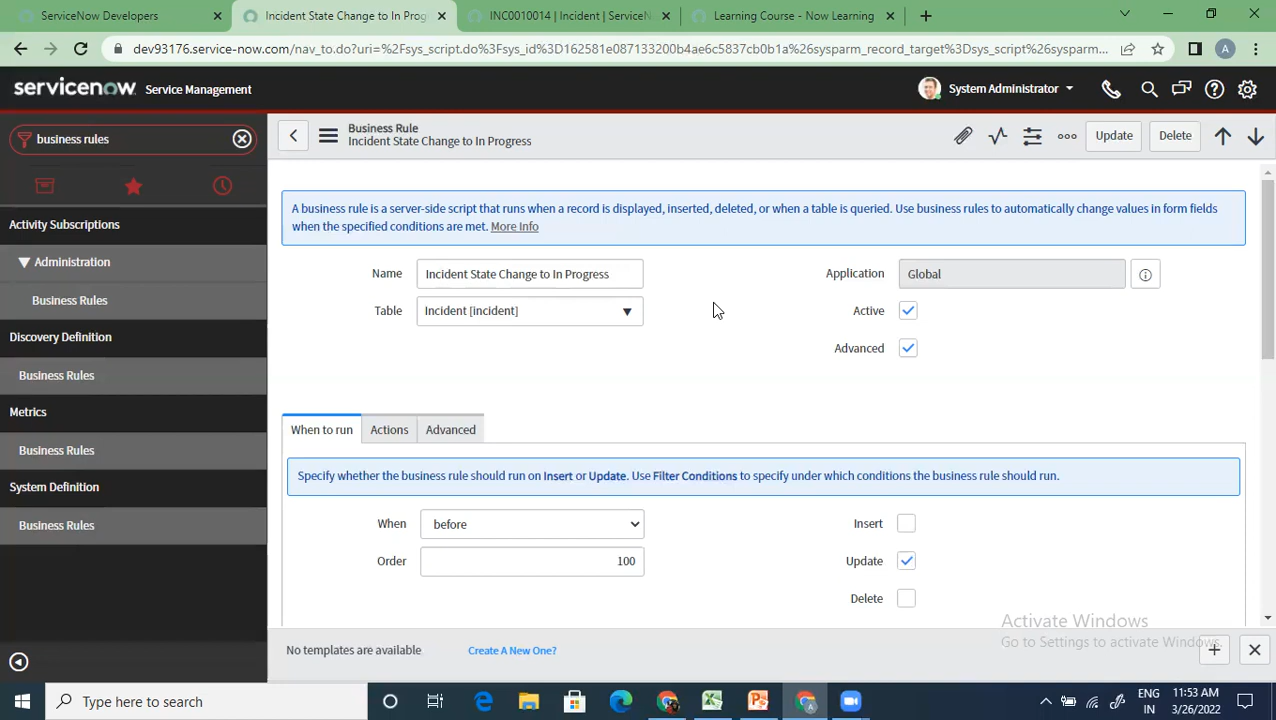 ServiceNow Developers
Incident State Change to In Prog
INC0010014 | Incident | ServiceN
Learning Course - Now Learning
dev93176.service-now.com/nav_to.do?uri=%2Fsys_script.do%3Fsys_id%3D162581e087133200b4ae6c5837cb0b1a%26sysparm_record_target%3Dsys_script%26sysparm...
A
servicenow Service Management
System Administrator
business rules
Business Rule
Incident State Change to In Progress
Update
Delete
Activity Subscriptions
Administration
Business Rules
Discovery Definition
Business Rules
Metrics
Business Rules
System Definition
Business Rules
A business rule is a server-side script that runs when a record is displayed, inserted, deleted, or when a table is queried. Use business rules to automatically change values in form fields
when the specified conditions are met. More Info
Name
Incident State Change to In Progress
Application
Global
Table
Incident [incident]
Active
Advanced
When to run
Actions
Advanced
Specify whether the business rule should run on Insert or Update. Use Filter Conditions to specify under which conditions the business rule should run.
When
before
Insert
Order
100
Update
Delete
Activate Windows
Go to Settings to activate Windows.
No templates are available
Create A New One?
Type here to search
A
ENG
IN
11:53 AM
3/26/2022